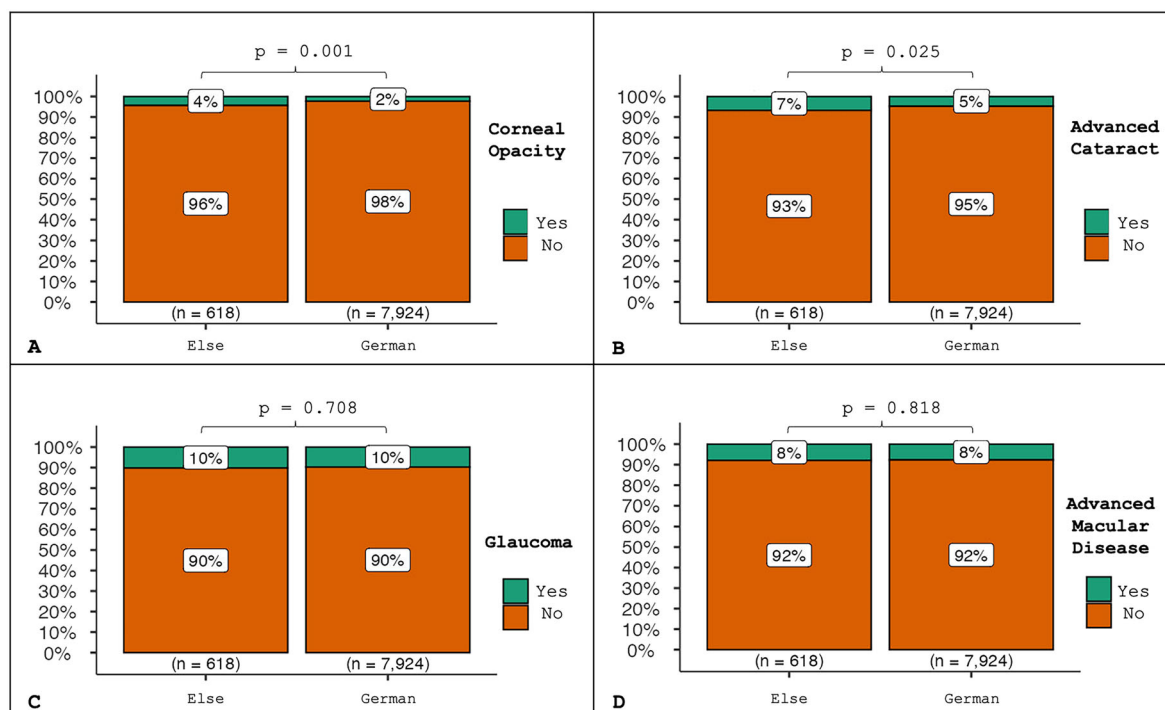 p = 0.001
100%
90%
80%
70%
60%
50%
40%
30%
20%
10%
0%
4%
2%
96%
98%
Corneal
Opacity
Yes
No
(n = 618)
(n = 7,924)
Else
German
A
p = 0.025
100%
90%
80%
70%
60%
50%
40%
30%
20%
10%
0%
7%
5%
93%
95%
Advanced
Cataract
Yes
No
(n = 618)
(n = 7,924)
Else
German
B
p = 0.708
100%
90%
80%
70%
60%
50%
40%
30%
20%
10%
0%
10%
10%
90%
90%
Glaucoma
Yes
No
(n = 618)
(n = 7,924)
Else
German
C
p = 0.818
100%
90%
80%
70%
60%
50%
40%
30%
20%
10%
0%
8%
8%
92%
92%
Advanced
Macular
Disease
Yes
No
(n = 618)
(n = 7,924)
Else
German
D